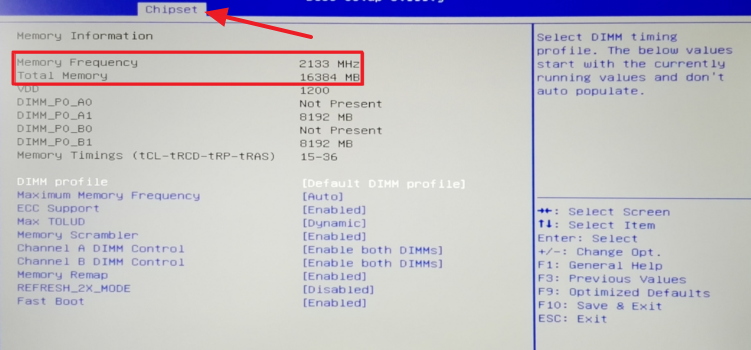 Chipset
Memory Information
Memory Frequency 2133 MHz
Total Memory 16384 MB
VDD 1200
DIMM_P0_A0 Not Present
DIMM_P0_A1 8192 MB
DIMM_P0_B0 Not Present
DIMM_P0_B1 8192 MB
Memory Timings (tCL-tRCD-tRP-tRAS) 15-36
DIMM profile [Default DIMM profile]
Maximum Memory Frequency [Auto]
ECC Support [Enabled]
Max TOLUD [Dynamic]
Memory Scrambler [Enabled]
Channel A DIMM Control [Enable both DIMMs]
Channel B DIMM Control [Enable both DIMMs]
Memory Remap [Enabled]
REFRESH_2X_MODE [Disabled]
Fast Boot [Enabled]
Select DIMM timing
profile. The below values
start with the currently
running values and don't
auto populate.
→←: Select Screen
↑↓: Select Item
Enter: Select
+/-: Change Opt.
F1: General Help
F3: Previous Values
F9: Optimized Defaults
F10: Save & Exit
ESC: Exit